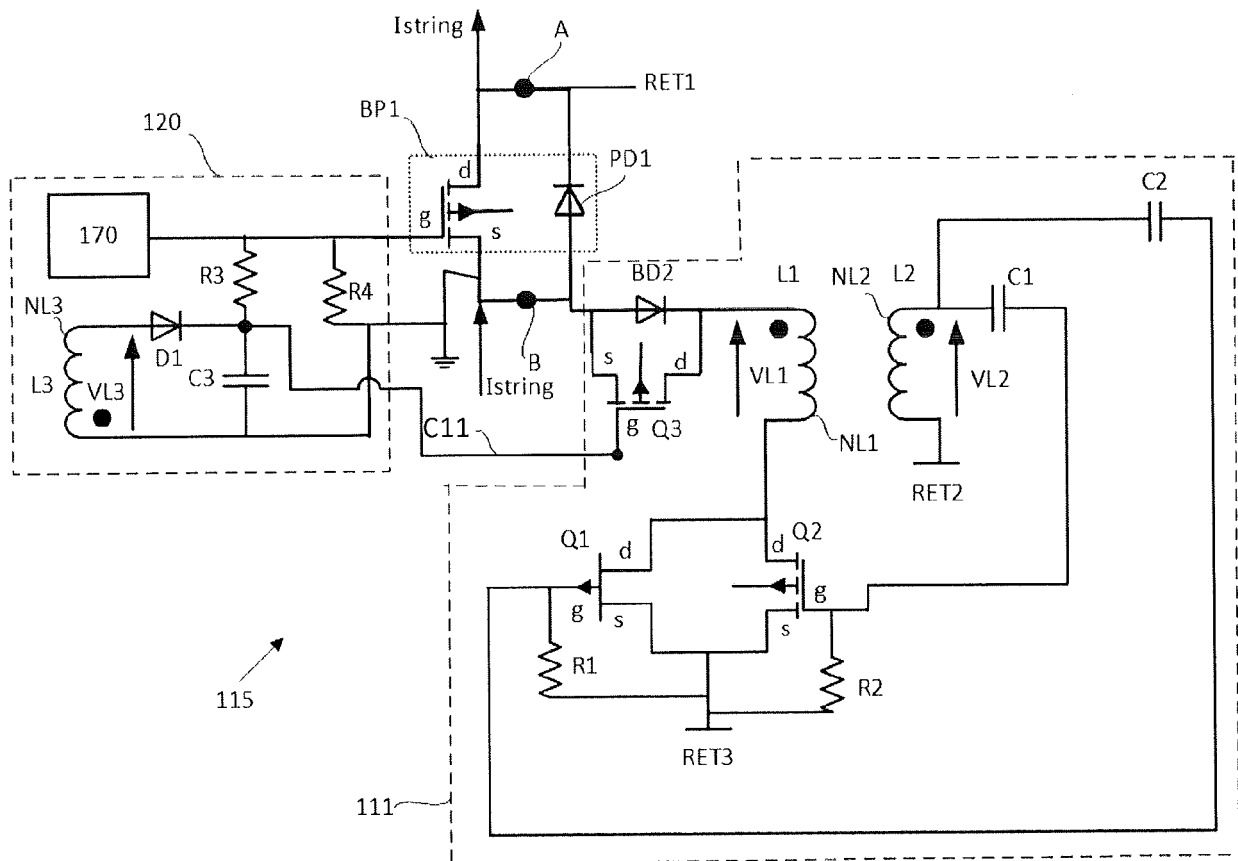 Istring
A
RET1
BP1
120
PD1
d
C2
170
g
s
R3
R4
BD2
L1
NL2
L2
C1
NL3
D1
B
s
d
VL1
VL2
L3
VL3
C3
Istring
g
Q3
NL1
C11
RET2
Q1
d
d
Q2
g
s
g
s
R1
R2
115
RET3
111